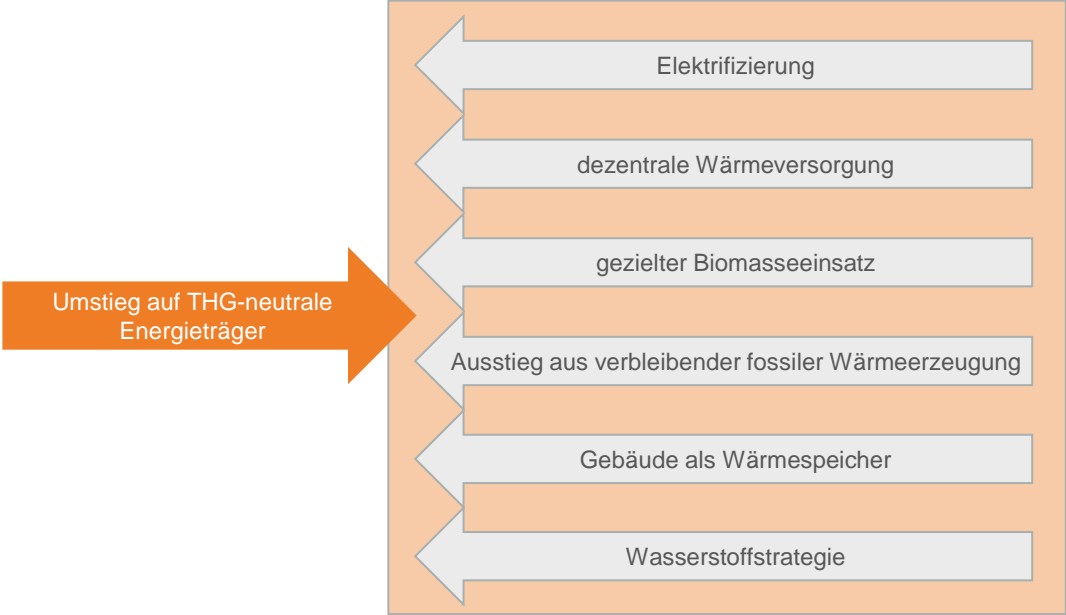 Elektrifizierung
dezentrale Wärmeversorgung
gezielter Biomasseeinsatz
Umstieg auf THG-neutrale
Energieträger
Ausstieg aus verbleibender fossiler Wärmeerzeugung
Gebäude als Wärmespeicher
Wasserstoffstrategie